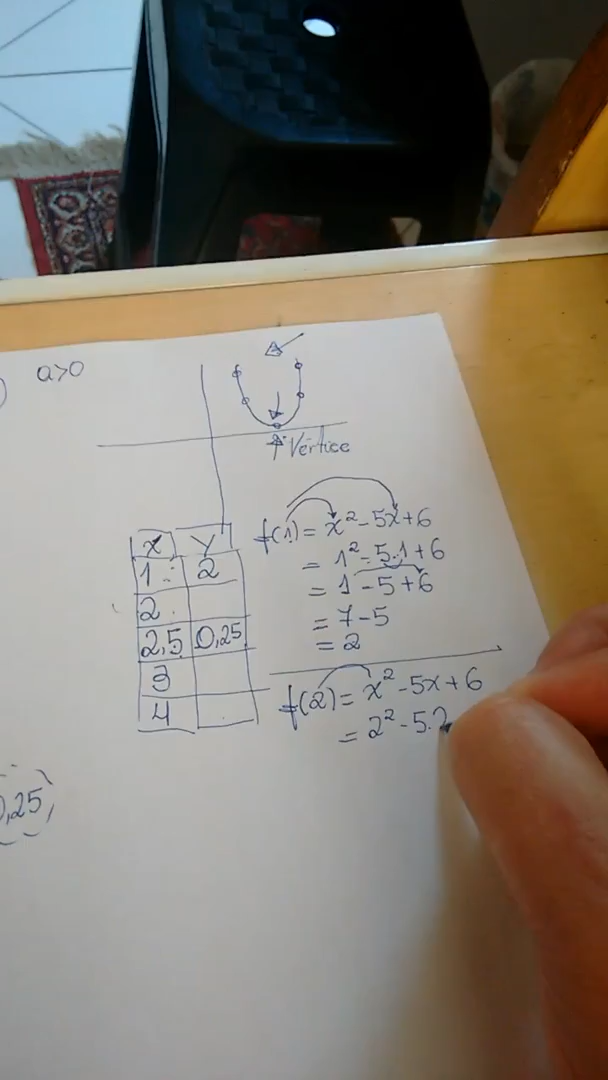 a>0
Vértice
f(1) = x² - 5x + 6
= 1² - 5.1 + 6
= 1 - 5 + 6
= 7 - 5
= 2
x y
1 2
2
2,5 0,25
3
4
f(2) = x² - 5x + 6
= 2² - 5.2
0,25